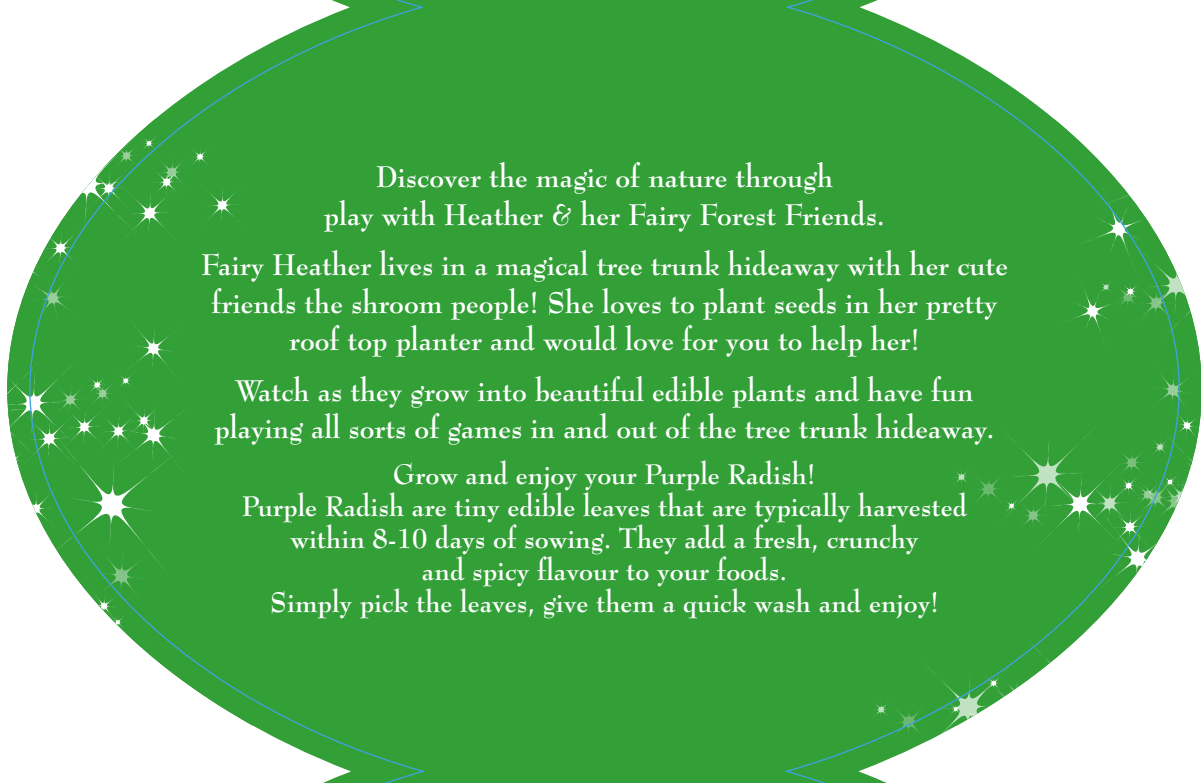 Discover the magic of nature through
play with Heather & her Fairy Forest Friends.
Fairy Heather lives in a magical tree trunk hideaway with her cute
friends the shroom people! She loves to plant seeds in her pretty
roof top planter and would love for you to help her!
Watch as they grow into beautiful edible plants and have fun
playing all sorts of games in and out of the tree trunk hideaway.
Grow and enjoy your Purple Radish!
Purple Radish are tiny edible leaves that are typically harvested
within 8-10 days of sowing. They add a fresh, crunchy
and spicy flavour to your foods.
Simply pick the leaves, give them a quick wash and enjoy!